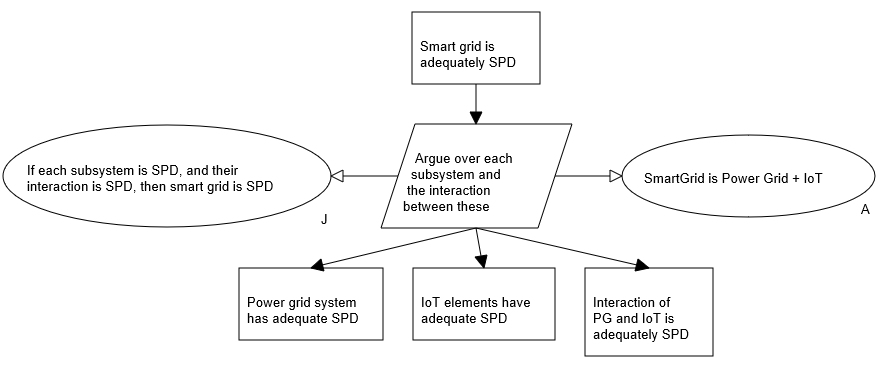 Smart grid is
adequately SPD
If each subsystem is SPD, and their
interaction is SPD, then smart grid is SPD
J
Argue over each
subsystem and
the interaction
between these
SmartGrid is Power Grid + IoT
A
Power grid system
has adequate SPD
IoT elements have
adequate SPD
Interaction of
PG and IoT is
adequately SPD